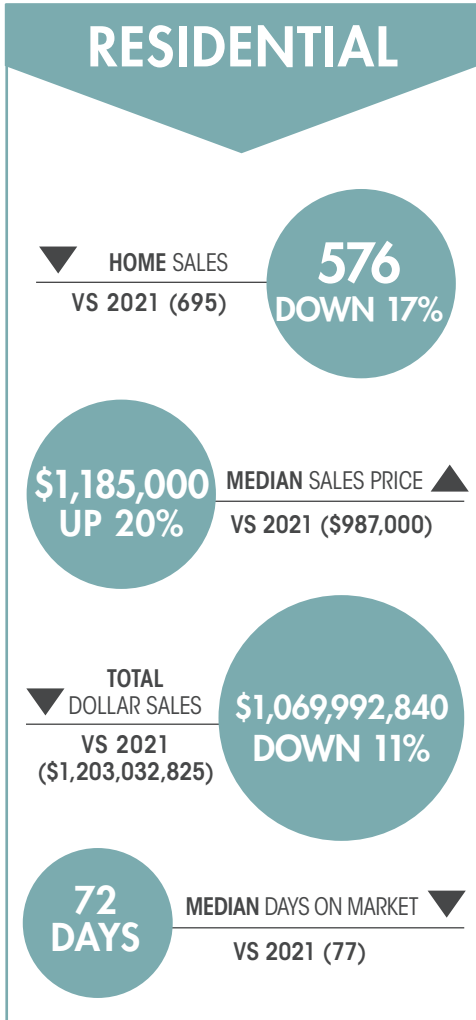 RESIDENTIAL
HOME SALES
VS 2021 (695)
576
DOWN 17%
$1,185,000
UP 20%
MEDIAN SALES PRICE
VS 2021 ($987,000)
TOTAL
DOLLAR SALES
VS 2021
($1,203,032,825)
$1,069,992,840
DOWN 11%
72
DAYS
MEDIAN DAYS ON MARKET
VS 2021 (77)